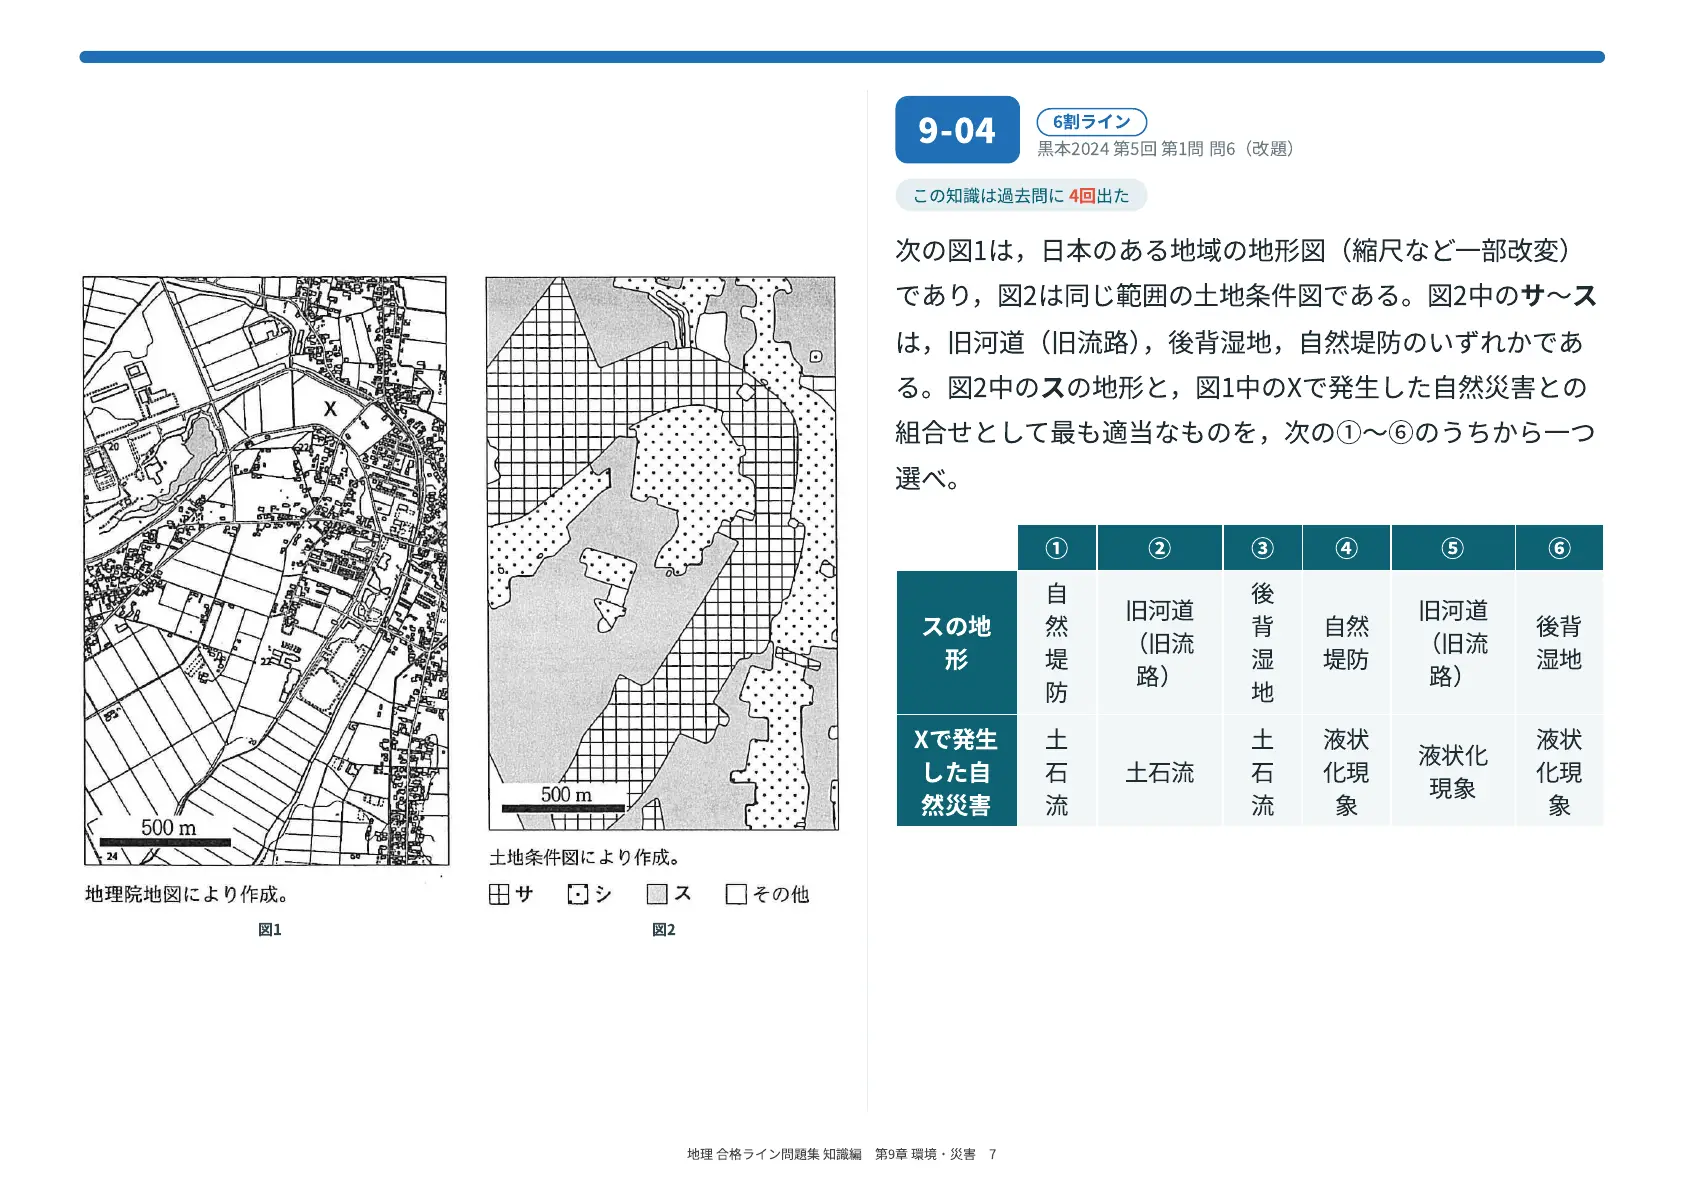 9-04
6割ライン
黒本2024 第5回 第1問 問6（改題）
この知識は過去問に 4回出た
次の図1は，日本のある地域の地形図（縮尺など一部改変）
であり，図2は同じ範囲の土地条件図である。図2中のサ～ス
は，旧河道（旧流路），後背湿地，自然堤防のいずれかであ
る。図2中のスの地形と，図1中のXで発生した自然災害との
組合せとして最も適当なものを，次の①～⑥のうちから一つ
選べ。
① ② ③ ④ ⑤ ⑥
スの地形 自然堤防 旧河道（旧流路） 後背湿地 自然堤防 旧河道（旧流路） 後背湿地
Xで発生した自然災害 土石流 土石流 土石流 液状化現象 液状化現象 液状化現象
X
20
22
22
20
500 m
24
地理院地図により作成。
図1
500 m
土地条件図により作成。
サ シ ス その他
図2
地理 合格ライン問題集 知識編 第9章 環境・災害 7